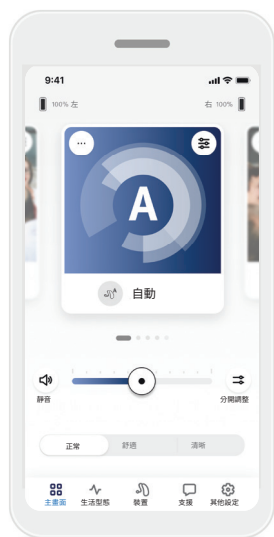 9:41
100% 左
右 100%
A
自動
靜音
分開調整
正常 舒適 清晰
主畫面 生活型態 裝置 支援 其他設定